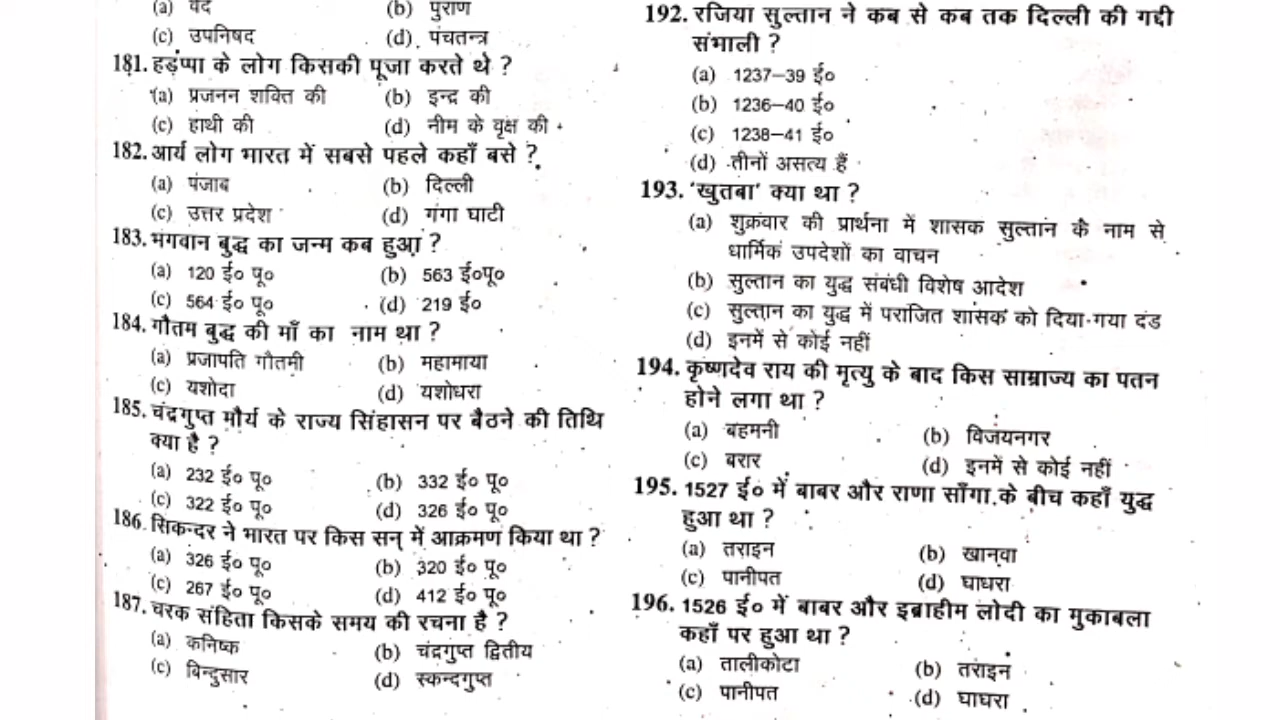 (a) वेद (b) पुराण
(c) उपनिषद (d) पंचतन्त्र
181. हड़प्पा के लोग किसकी पूजा करते थे ?
(a) प्रजनन शक्ति की (b) इन्द्र की
(c) हाथी की (d) नीम के वृक्ष की
182. आर्य लोग भारत में सबसे पहले कहाँ बसे ?
(a) पंजाब (b) दिल्ली
(c) उत्तर प्रदेश (d) गंगा घाटी
183. भगवान बुद्ध का जन्म कब हुआ ?
(a) 120 ई० पू० (b) 563 ई०पू०
(c) 564 ई० पू० (d) 219 ई०
184. गौतम बुद्ध की माँ का नाम था ?
(a) प्रजापति गौतमी (b) महामाया
(c) यशोदा (d) यशोधरा
185. चंद्रगुप्त मौर्य के राज्य सिंहासन पर बैठने की तिथि
क्या है ?
(a) 232 ई० पू० (b) 332 ई० पू०
(c) 322 ई० पू० (d) 326 ई० पू०
186. सिकन्दर ने भारत पर किस सन् में आक्रमण किया था ?
(a) 326 ई० पू० (b) 320 ई० पू०
(c) 267 ई० पू० (d) 412 ई० पू०
187. चरक संहिता किसके समय की रचना है ?
(a) कनिष्क (b) चंद्रगुप्त द्वितीय
(c) बिन्दुसार (d) स्कन्दगुप्त
192. रजिया सुल्तान ने कब से कब तक दिल्ली की गद्दी
संभाली ?
(a) 1237–39 ई०
(b) 1236–40 ई०
(c) 1238–41 ई०
(d) तीनों असत्य हैं
193. 'खुतबा' क्या था ?
(a) शुक्रवार की प्रार्थना में शासक सुल्तान के नाम से
धार्मिक उपदेशों का वाचन
(b) सुल्तान का युद्ध संबंधी विशेष आदेश
(c) सुल्तान का युद्ध में पराजित शासक को दिया गया दंड
(d) इनमें से कोई नहीं
194. कृष्णदेव राय की मृत्यु के बाद किस साम्राज्य का पतन
होने लगा था ?
(a) बहमनी (b) विजयनगर
(c) बरार (d) इनमें से कोई नहीं
195. 1527 ई० में बाबर और राणा साँगा के बीच कहाँ युद्ध
हुआ था ?
(a) तराइन (b) खानवा
(c) पानीपत (d) घाघरा
196. 1526 ई० में बाबर और इब्राहीम लोदी का मुकाबला
कहाँ पर हुआ था ?
(a) तालीकोटा (b) तराइन
(c) पानीपत (d) घाघरा